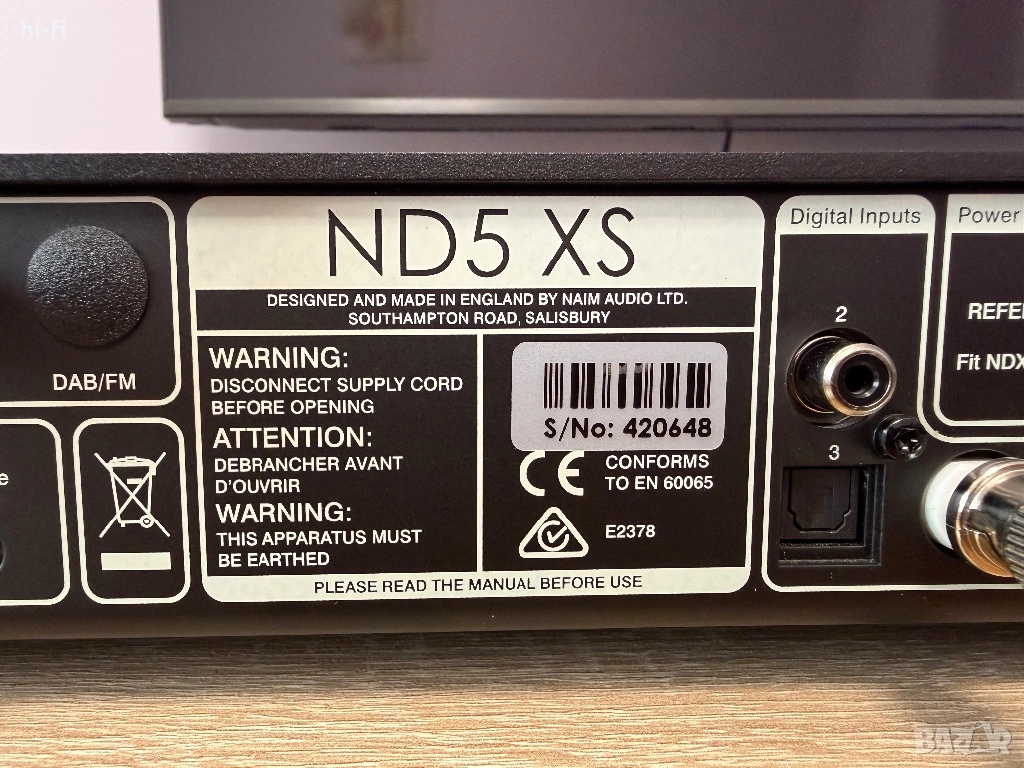 hi-fi
ND5 XS
DESIGNED AND MADE IN ENGLAND BY NAIM AUDIO LTD.
SOUTHAMPTON ROAD, SALISBURY
WARNING:
DISCONNECT SUPPLY CORD
BEFORE OPENING
ATTENTION:
DEBRANCHER AVANT
D'OUVRIR
WARNING:
THIS APPARATUS MUST
BE EARTHED
S/No: 420648
CE
CONFORMS
TO EN 60065
E2378
PLEASE READ THE MANUAL BEFORE USE
DAB/FM
e
Digital Inputs
2
3
Power
REFE
Fit NDX
BAZAR